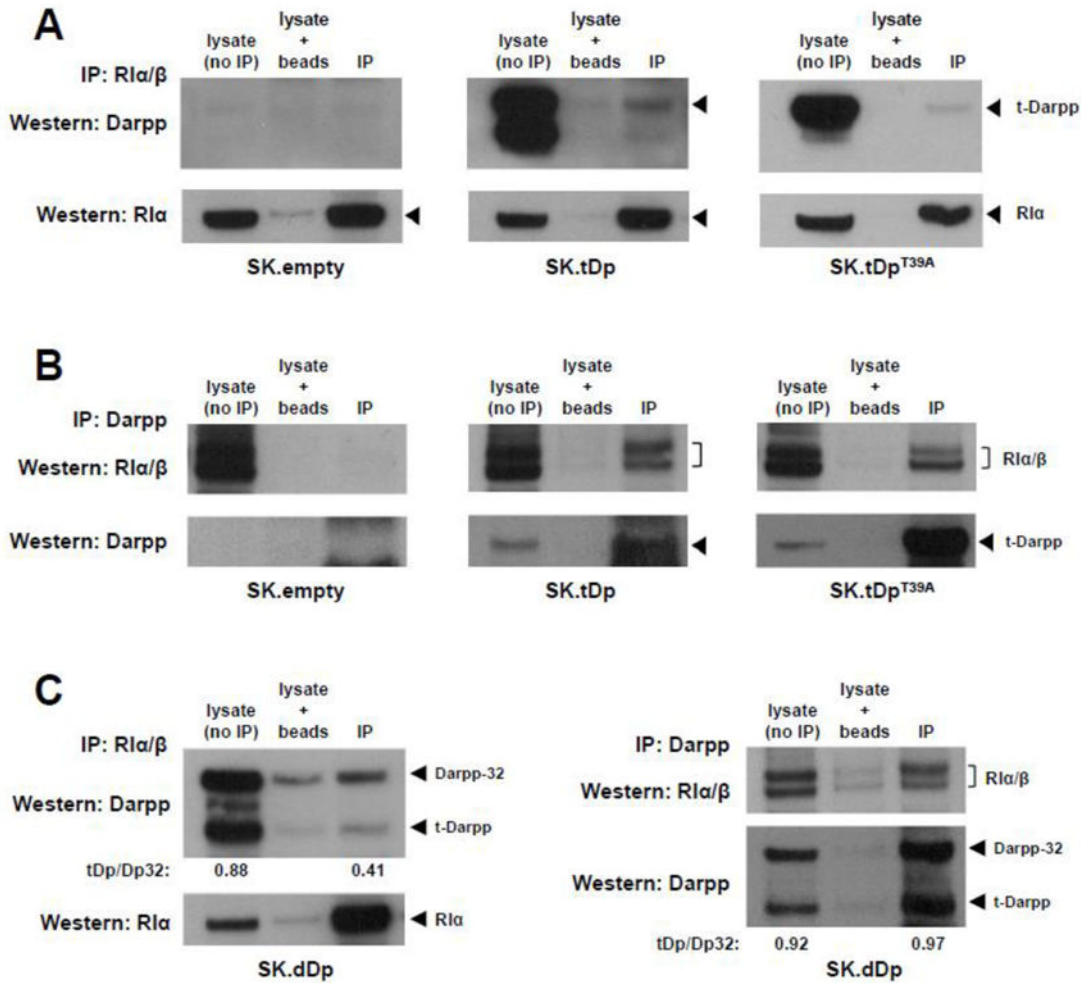 A
lysate
(no IP)
lysate
+
beads
IP
lysate
(no IP)
lysate
+
beads
IP
lysate
(no IP)
lysate
+
beads
IP
IP: RIα/β
Western: Darpp
t-Darpp
Western: RIα
RIα
SK.empty
SK.tDp
SK.tDpT39A
B
lysate
(no IP)
lysate
+
beads
IP
lysate
(no IP)
lysate
+
beads
IP
lysate
(no IP)
lysate
+
beads
IP
IP: Darpp
Western: RIα/β
RIα/β
Western: Darpp
t-Darpp
SK.empty
SK.tDp
SK.tDpT39A
C
lysate
(no IP)
lysate
+
beads
IP
IP: RIα/β
Western: Darpp
Darpp-32
t-Darpp
tDp/Dp32: 0.88 0.41
Western: RIα
RIα
SK.dDp
lysate
(no IP)
lysate
+
beads
IP
IP: Darpp
Western: RIα/β
RIα/β
Western: Darpp
Darpp-32
t-Darpp
tDp/Dp32: 0.92 0.97
SK.dDp